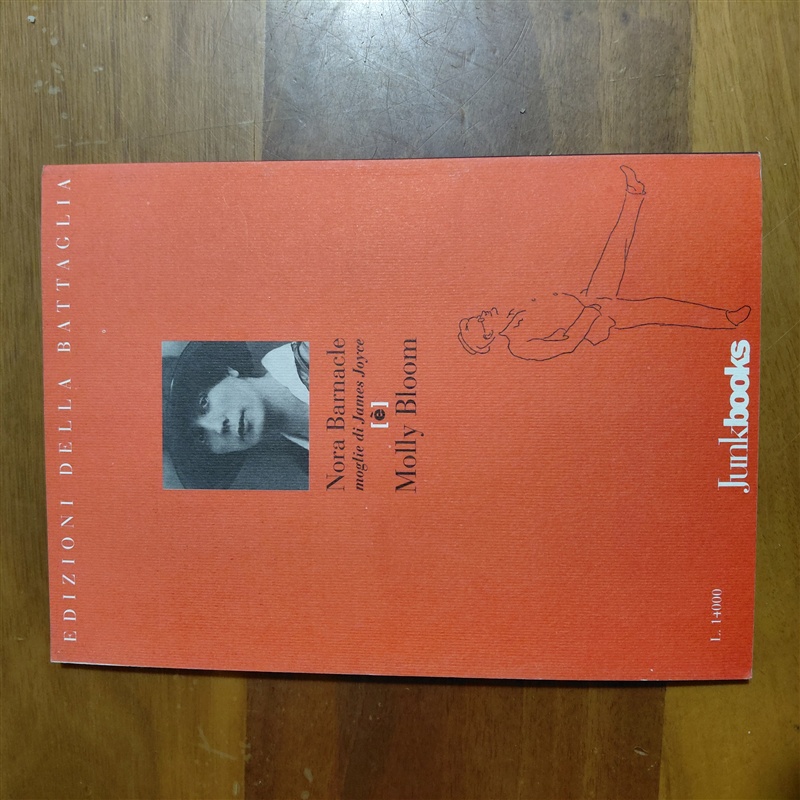 EDIZIONI DELLA BATTAGLIA
Nora Barnacle
moglie di James Joyce
[è]
Molly Bloom
Junkbooks
L. 14000